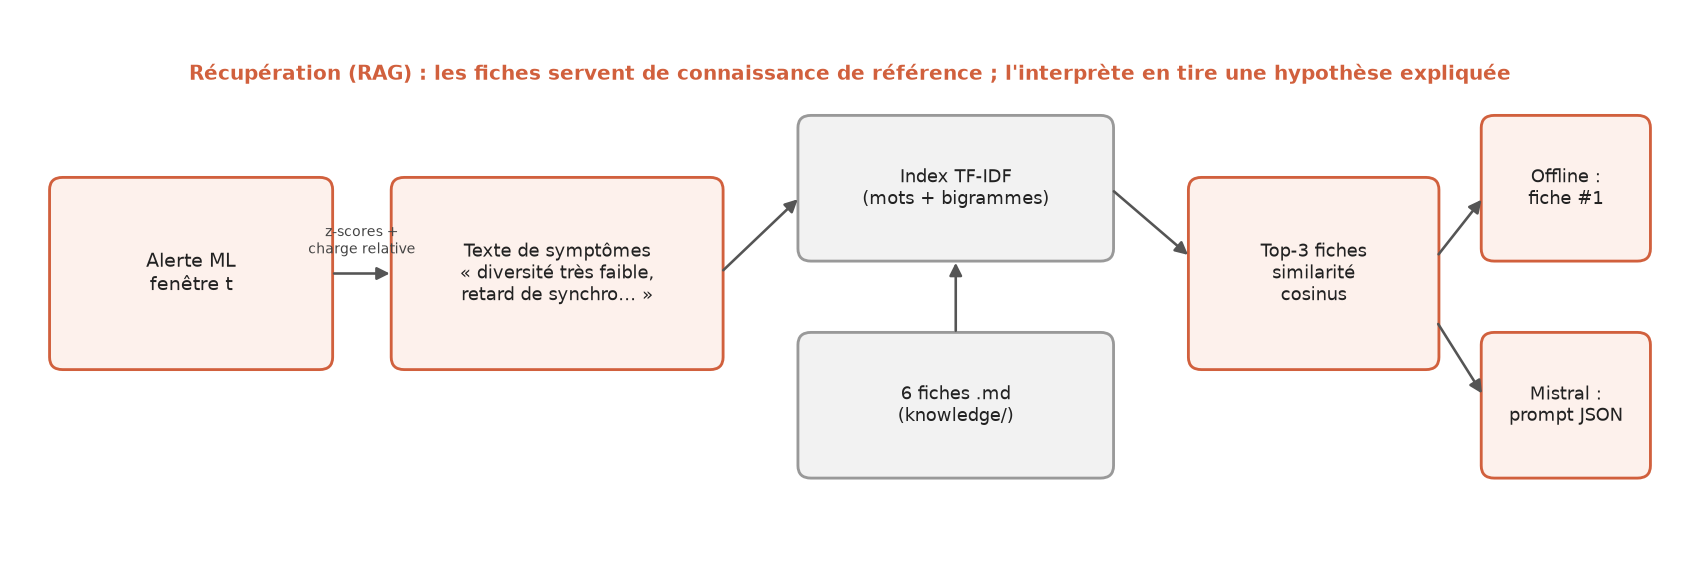 Récupération (RAG) : les fiches servent de connaissance de référence ; l'interprète en tire une hypothèse expliquée
Alerte ML
fenêtre t
z-scores +
charge relative
Texte de symptômes
« diversité très faible,
retard de synchro... »
Index TF-IDF
(mots + bigrammes)
6 fiches .md
(knowledge/)
Top-3 fiches
similarité
cosinus
Offline :
fiche #1
Mistral :
prompt JSON